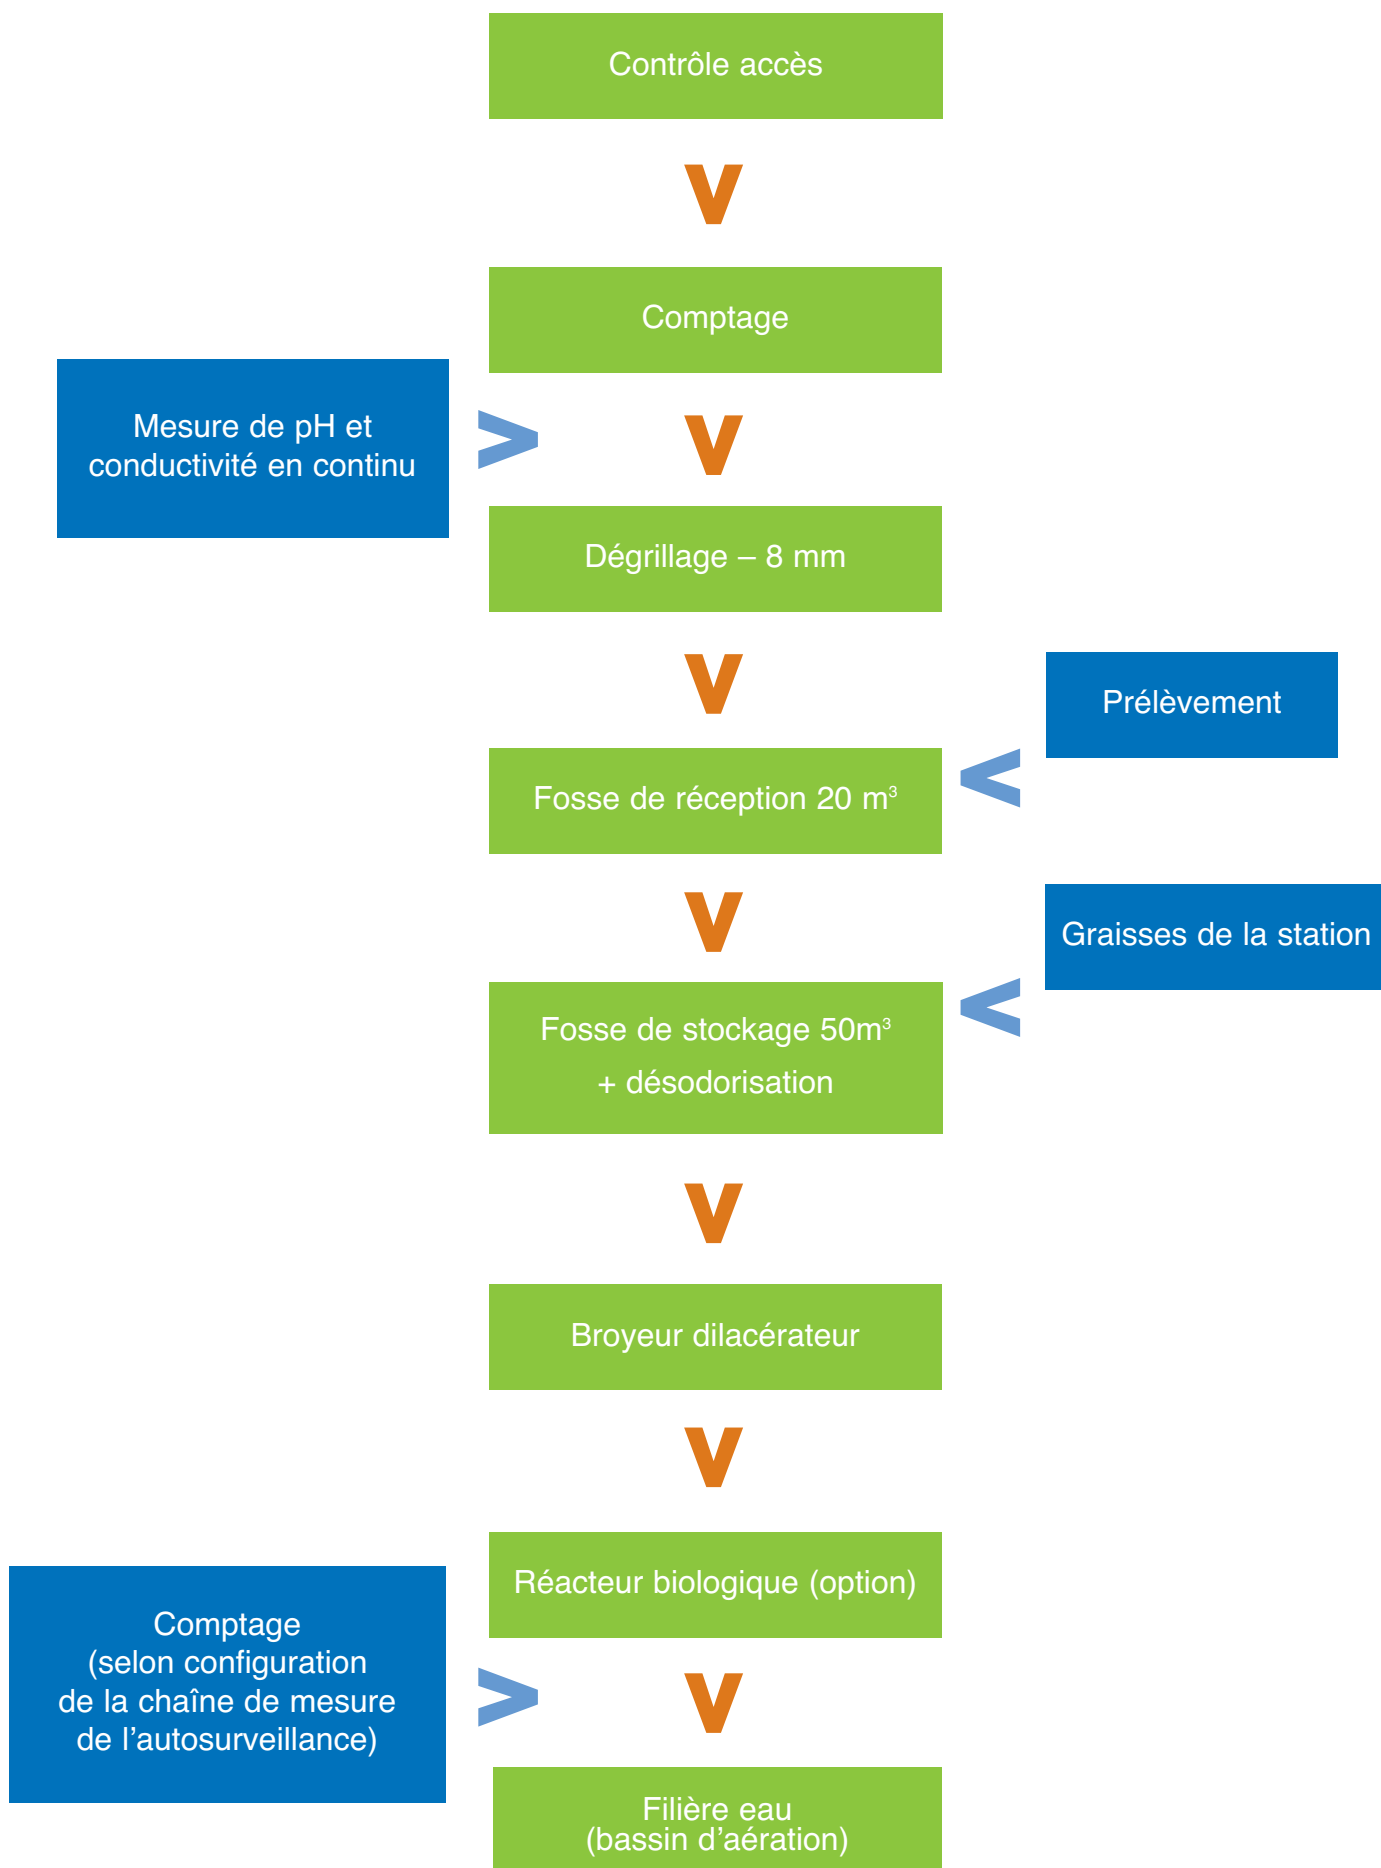 Contrôle accès
Comptage
Mesure de pH et
conductivité en continu
Dégrillage – 8 mm
Prélèvement
Fosse de réception 20 m³
Graisses de la station
Fosse de stockage 50m³
+ désodorisation
Broyeur dilacérateur
Réacteur biologique (option)
Comptage
(selon configuration
de la chaîne de mesure
de l’autosurveillance)
Filière eau
(bassin d’aération)